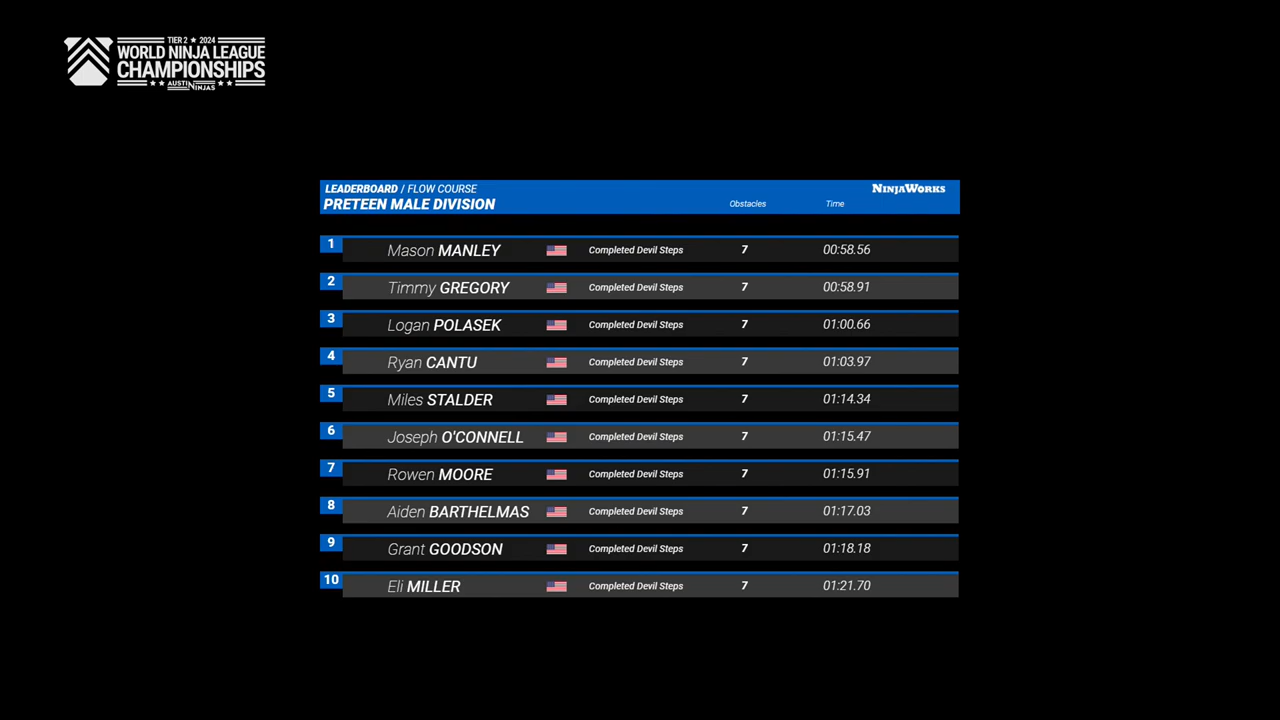 TIER 2 ★ 2024
WORLD NINJA LEAGUE
CHAMPIONSHIPS
★ ★ AUSTIN NINJAS ★ ★
LEADERBOARD / FLOW COURSE NINJAWORKS
PRETEEN MALE DIVISION Obstacles Time
1 Mason MANLEY Completed Devil Steps 7 00:58.56
2 Timmy GREGORY Completed Devil Steps 7 00:58.91
3 Logan POLASEK Completed Devil Steps 7 01:00.66
4 Ryan CANTU Completed Devil Steps 7 01:03.97
5 Miles STALDER Completed Devil Steps 7 01:14.34
6 Joseph O'CONNELL Completed Devil Steps 7 01:15.47
7 Rowen MOORE Completed Devil Steps 7 01:15.91
8 Aiden BARTHELMAS Completed Devil Steps 7 01:17.03
9 Grant GOODSON Completed Devil Steps 7 01:18.18
10 Eli MILLER Completed Devil Steps 7 01:21.70